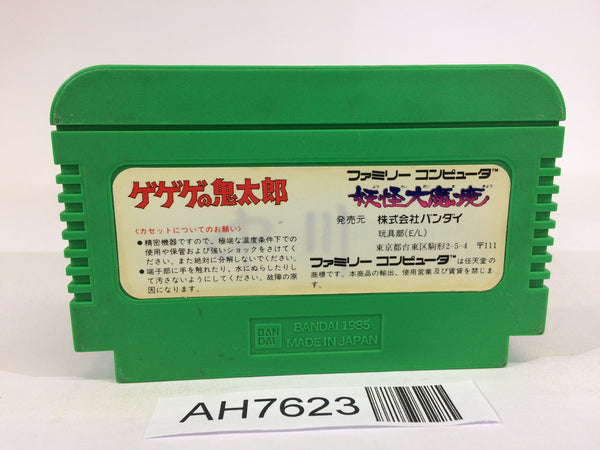 ゲゲゲの鬼太郎
ファミリー コンピュータ™
妖怪大魔境
発売元 株式会社バンダイ
玩具部(E/L)
東京都台東区駒形2-5-4 〒111
ファミリー コンピュータ™は任天堂の
商標です。本商品の輸出、使用営業及び賃貸を禁じま
す。
〈カセットについてのお願い〉
●精密機器ですので、極端な温度条件下での
使用や保管および強いショックをさけてく
ださい。また絶対に分解しないでください。
●端子部に手を触れたり、水にぬらしたりし
て汚さないようにしてください。故障の原
因になります。
BAN
DAI
BANDAI 1985
MADE IN JAPAN
AH7623